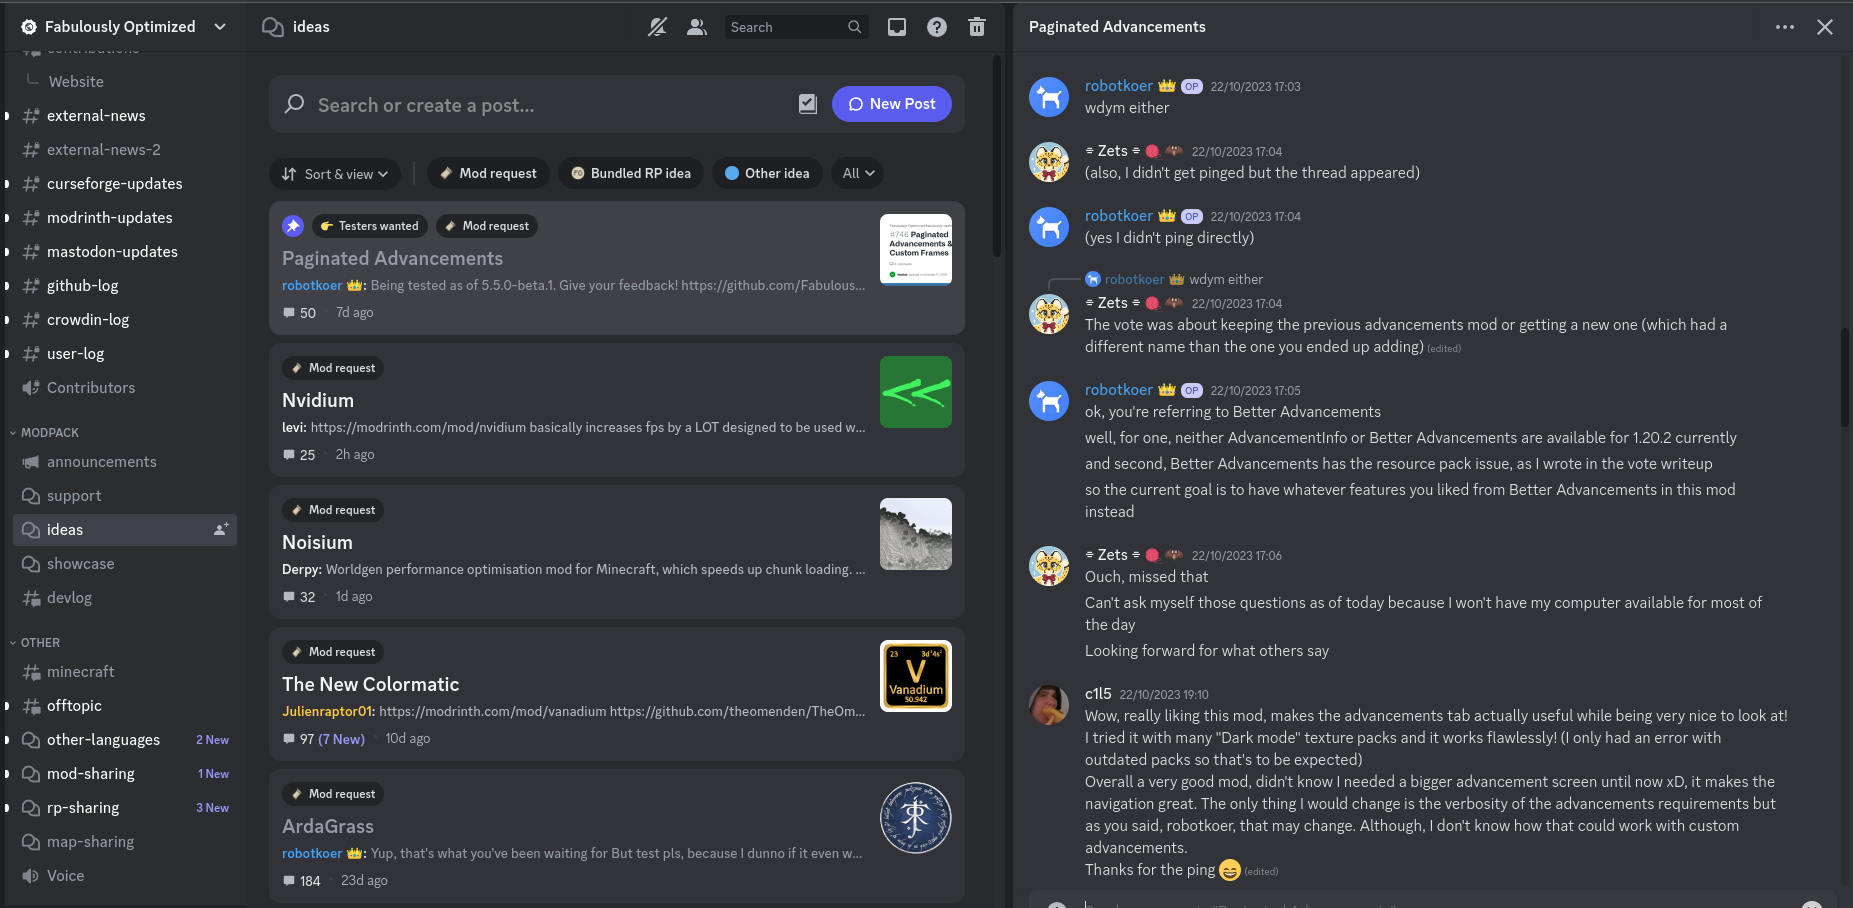 Fabulously Optimized
contributions
Website
external-news
external-news-2
curseforge-updates
modrinth-updates
mastodon-updates
github-log
crowdin-log
user-log
Contributors
MODPACK
announcements
support
ideas
showcase
devlog
OTHER
minecraft
offtopic
other-languages 2 New
mod-sharing 1 New
rp-sharing 3 New
map-sharing
Voice
ideas
Search
Search or create a post...
New Post
Sort & view
Mod request
Bundled RP idea
Other idea
All
Testers wanted Mod request
Paginated Advancements
robotkoer : Being tested as of 5.5.0-beta.1. Give your feedback! https://github.com/Fabulous...
50 · 7d ago
#746 Paginated
Advancements &
Custom Frames
Mod request
Nvidium
levi: https://modrinth.com/mod/nvidium basically increases fps by a LOT designed to be used w...
25 · 2h ago
Mod request
Noisium
Derpy: Worldgen performance optimisation mod for Minecraft, which speeds up chunk loading. ...
32 · 1d ago
Mod request
The New Colormatic
Julienraptor01: https://modrinth.com/mod/vanadium https://github.com/theomenden/TheOm...
97 (7 New) · 10d ago
23 3d³4s²
V
Vanadium
50.942
Mod request
ArdaGrass
robotkoer : Yup, that's what you've been waiting for But test pls, because I dunno if it even w...
184 · 23d ago
Paginated Advancements
robotkoer OP 22/10/2023 17:03
wdym either
= Zets = 22/10/2023 17:04
(also, I didn't get pinged but the thread appeared)
robotkoer OP 22/10/2023 17:04
(yes I didn't ping directly)
robotkoer wdym either
= Zets = 22/10/2023 17:04
The vote was about keeping the previous advancements mod or getting a new one (which had a
different name than the one you ended up adding) (edited)
robotkoer OP 22/10/2023 17:05
ok, you're referring to Better Advancements
well, for one, neither AdvancementInfo or Better Advancements are available for 1.20.2 currently
and second, Better Advancements has the resource pack issue, as I wrote in the vote writeup
so the current goal is to have whatever features you liked from Better Advancements in this mod
instead
= Zets = 22/10/2023 17:06
Ouch, missed that
Can't ask myself those questions as of today because I won't have my computer available for most of
the day
Looking forward for what others say
c1l5 22/10/2023 19:10
Wow, really liking this mod, makes the advancements tab actually useful while being very nice to look at!
I tried it with many "Dark mode" texture packs and it works flawlessly! (I only had an error with
outdated packs so that's to be expected)
Overall a very good mod, didn't know I needed a bigger advancement screen until now xD, it makes the
navigation great. The only thing I would change is the verbosity of the advancements requirements but
as you said, robotkoer, that may change. Although, I don't know how that could work with custom
advancements.
Thanks for the ping 😄 (edited)